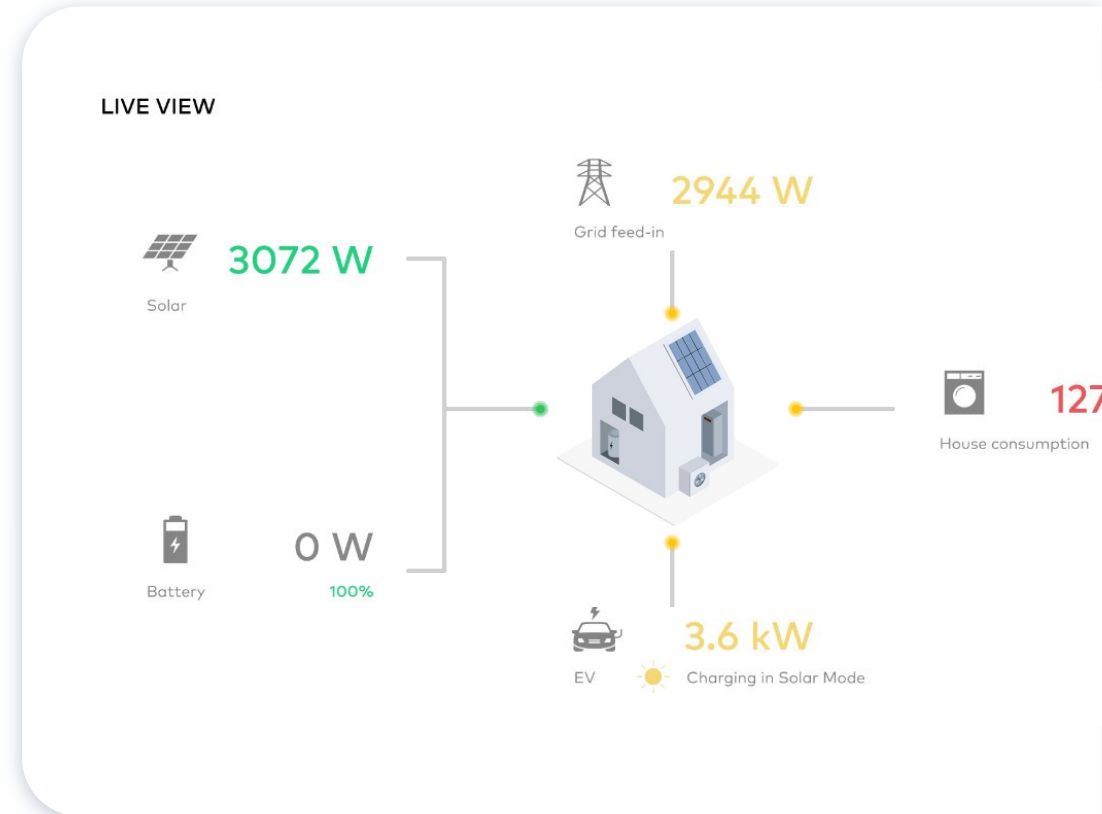 LIVE VIEW
2944 W
Grid feed-in
3072 W
Solar
127
House consumption
0 W
Battery
100%
3.6 kW
EV
Charging in Solar Mode